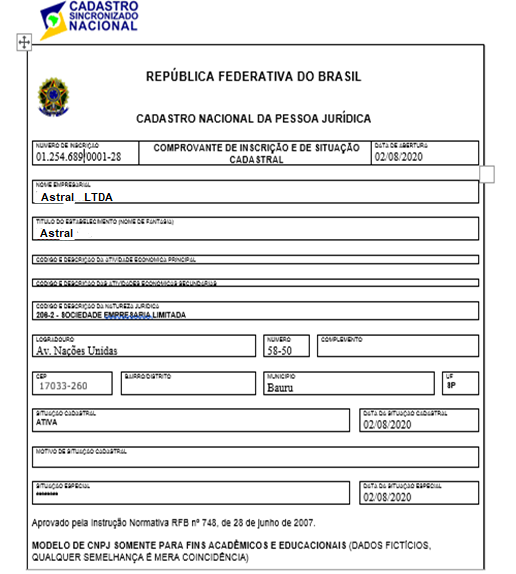 CADASTRO
SINCRONIZADO
NACIONAL
REPÚBLICA FEDERATIVA DO BRASIL
CADASTRO NACIONAL DA PESSOA JURÍDICA
NÚMERO DE INSCRIÇÃO
01.254.689/0001-28
COMPROVANTE DE INSCRIÇÃO E DE SITUAÇÃO
CADASTRAL
DATA DE ABERTURA
02/08/2020
NOME EMPRESARIAL
Astral LTDA
TÍTULO DO ESTABELECIMENTO (NOME DE FANTASIA)
Astral
CÓDIGO E DESCRIÇÃO DA ATIVIDADE ECONÔMICA PRINCIPAL
CÓDIGO E DESCRIÇÃO DAS ATIVIDADES ECONÔMICAS SECUNDÁRIAS
CÓDIGO E DESCRIÇÃO DA NATUREZA JURÍDICA
206-2 - SOCIEDADE EMPRESARIA LIMITADA
LOGRADOURO
Av. Nações Unidas
NÚMERO
58-50
COMPLEMENTO
CEP
17033-260
BAIRRO/DISTRITO
MUNICÍPIO
Bauru
UF
SP
SITUAÇÃO CADASTRAL
ATIVA
DATA DA SITUAÇÃO CADASTRAL
02/08/2020
MOTIVO DE SITUAÇÃO CADASTRAL
SITUAÇÃO ESPECIAL
********
DATA DA SITUAÇÃO ESPECIAL
02/08/2020
Aprovado pela Instrução Normativa RFB nº 748, de 28 de junho de 2007.
MODELO DE CNPJ SOMENTE PARA FINS ACADÊMICOS E EDUCACIONAIS (DADOS FICTÍCIOS,
QUALQUER SEMELHANÇA É MERA COINCIDÊNCIA)